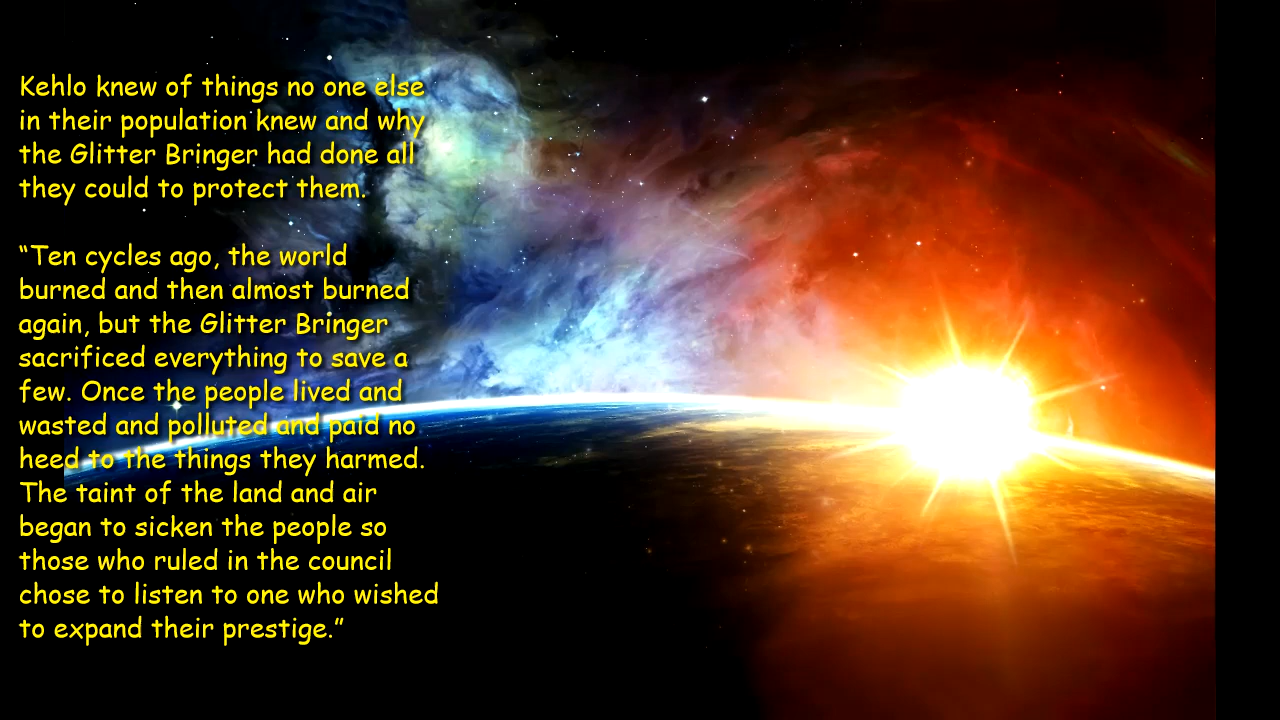 Kehlo knew of things no one else
in their population knew and why
the Glitter Bringer had done all
they could to protect them.
“Ten cycles ago, the world
burned and then almost burned
again, but the Glitter Bringer
sacrificed everything to save a
few. Once the people lived and
wasted and polluted and paid no
heed to the things they harmed.
The taint of the land and air
began to sicken the people so
those who ruled in the council
chose to listen to one who wished
to expand their prestige.”